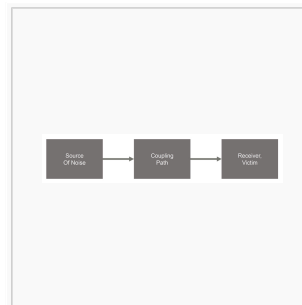 Source
Of Noise
Coupling
Path
Receiver,
Victim